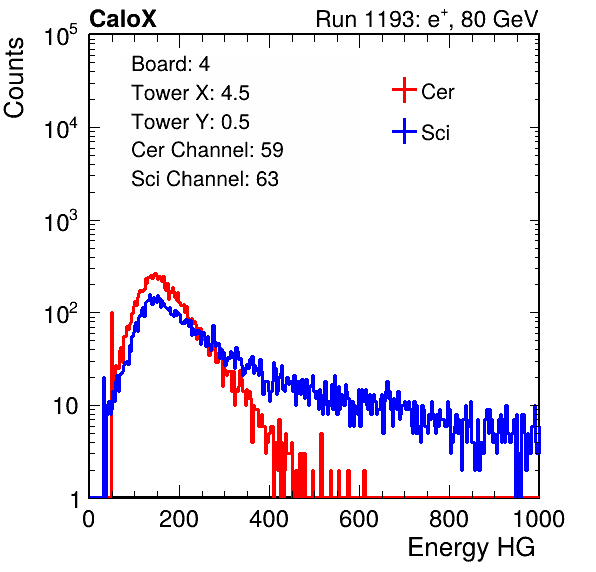 CaloX Run 1193: e⁺, 80 GeV
Counts
10⁵
10⁴
10³
10²
10
1
Board: 4
Tower X: 4.5
Tower Y: 0.5
Cer Channel: 59
Sci Channel: 63
Cer
Sci
0 200 400 600 800 1000
Energy HG